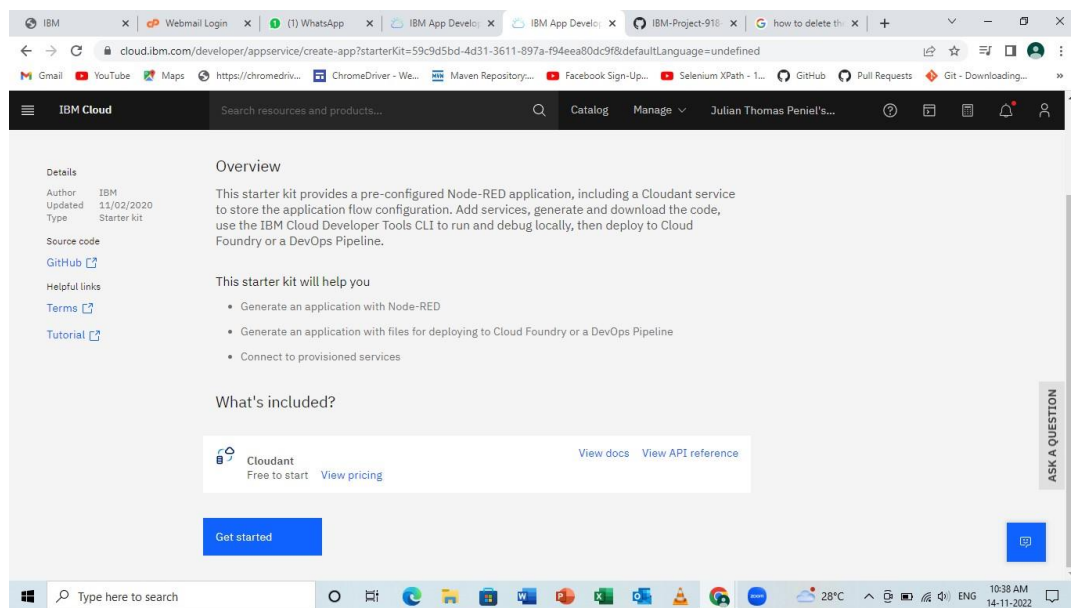 IBM
Webmail Login
(1) WhatsApp
IBM App Develop
IBM App Develop
IBM-Project-918
how to delete th
cloud.ibm.com/developer/appservice/create-app?starterKit=59c9d5bd-4d31-3611-897a-f94eea80dc9f&defaultLanguage=undefined
Gmail
YouTube
Maps
https://chromedriv...
ChromeDriver - We...
Maven Repository:...
Facebook Sign-Up...
Selenium XPath - 1...
GitHub
Pull Requests
Git - Downloading...
IBM Cloud
Search resources and products...
Catalog
Manage
Julian Thomas Peniel's...
Details
Author IBM
Updated 11/02/2020
Type Starter kit
Source code
GitHub
Helpful links
Terms
Tutorial
Overview
This starter kit provides a pre-configured Node-RED application, including a Cloudant service
to store the application flow configuration. Add services, generate and download the code,
use the IBM Cloud Developer Tools CLI to run and debug locally, then deploy to Cloud
Foundry or a DevOps Pipeline.
This starter kit will help you
• Generate an application with Node-RED
• Generate an application with files for deploying to Cloud Foundry or a DevOps Pipeline
• Connect to provisioned services
What's included?
Cloudant
Free to start View pricing
View docs View API reference
Get started
ASK A QUESTION
Type here to search
28°C
ENG
10:38 AM
14-11-2022